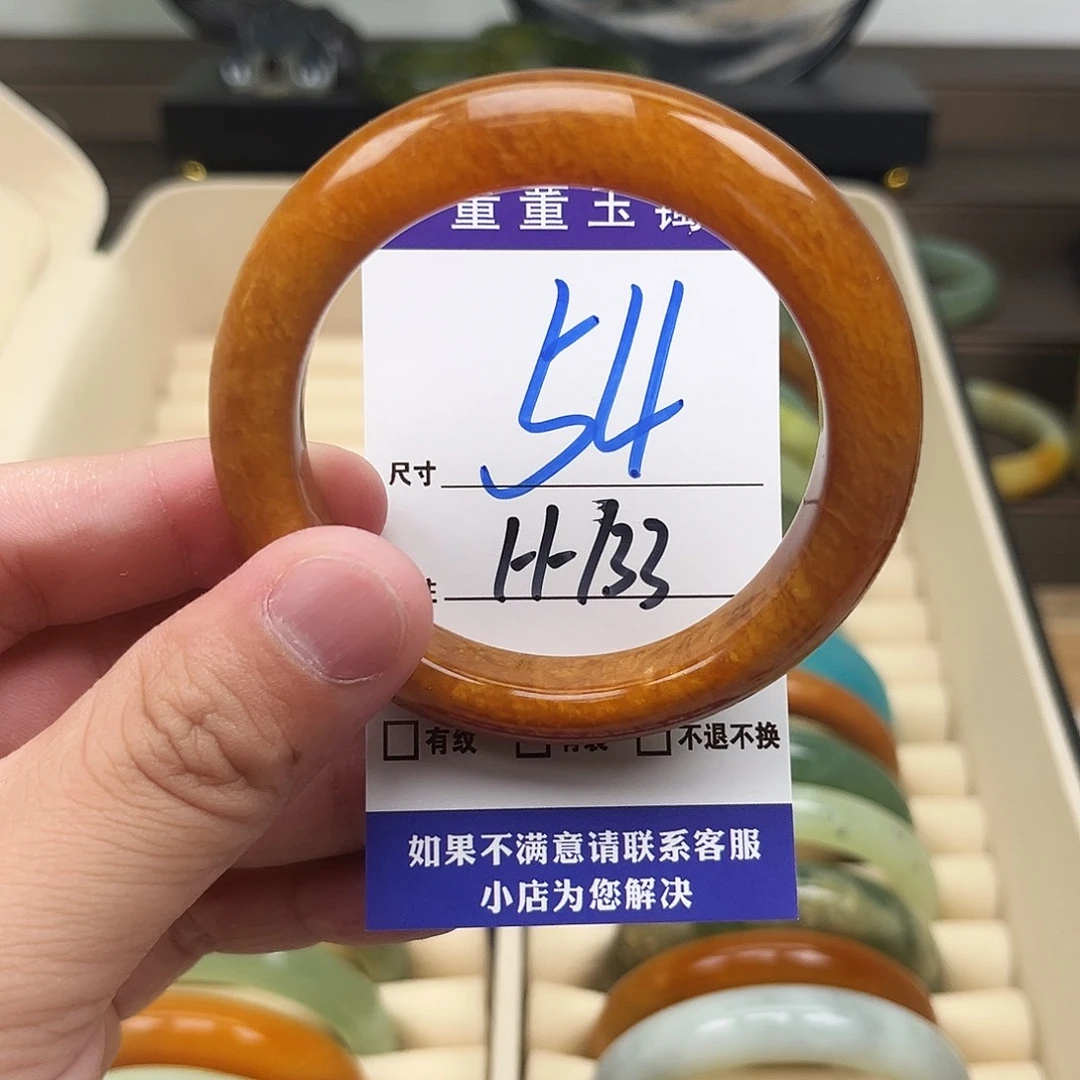 董董玉镯
54
尺寸
H-133
有纹
不退不换
如果不满意请联系客服
小店为您解决